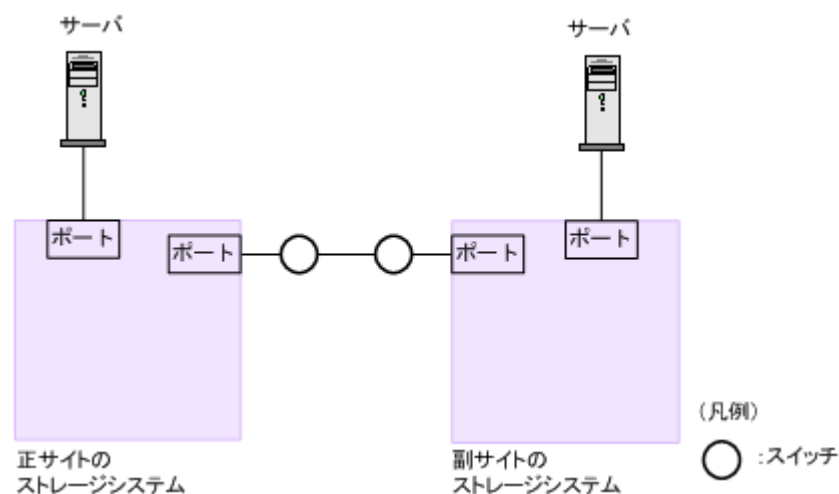 サーバ
サーバ
ポート
ポート
ポート
ポート
正サイトの
ストレージシステム
副サイトの
ストレージシステム
(凡例)
:スイッチ